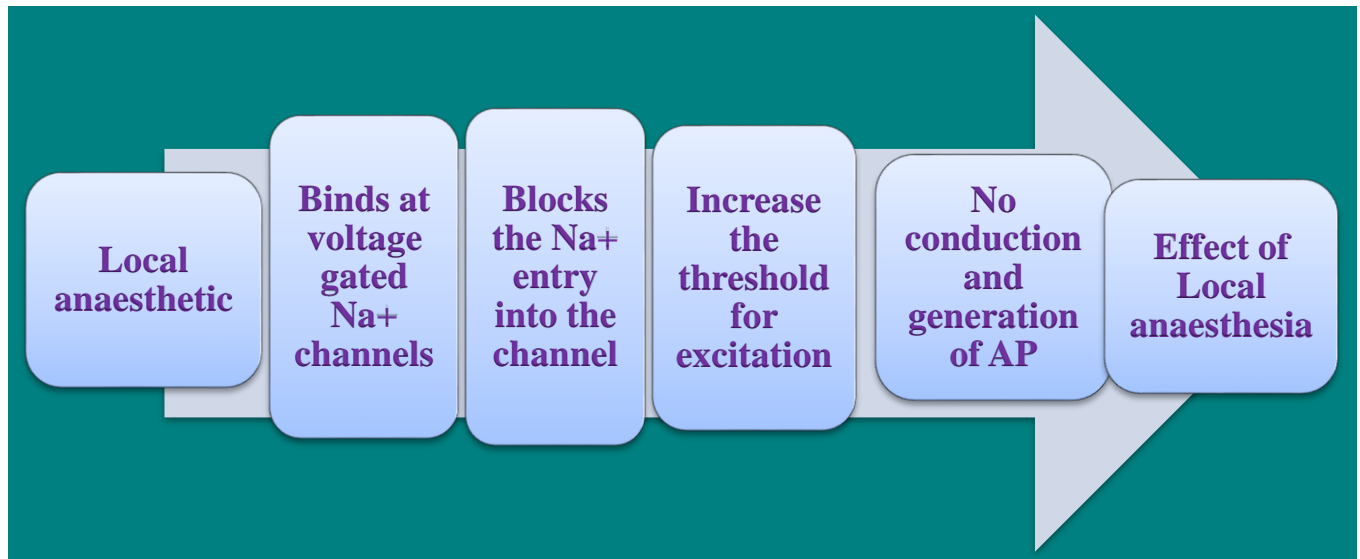 Local
anaesthetic
Binds at
voltage
gated
Na+
channels
Blocks
the Na+
entry
into the
channel
Increase
the
threshold
for
excitation
No
conduction
and
generation
of AP
Effect of
Local
anaesthesia